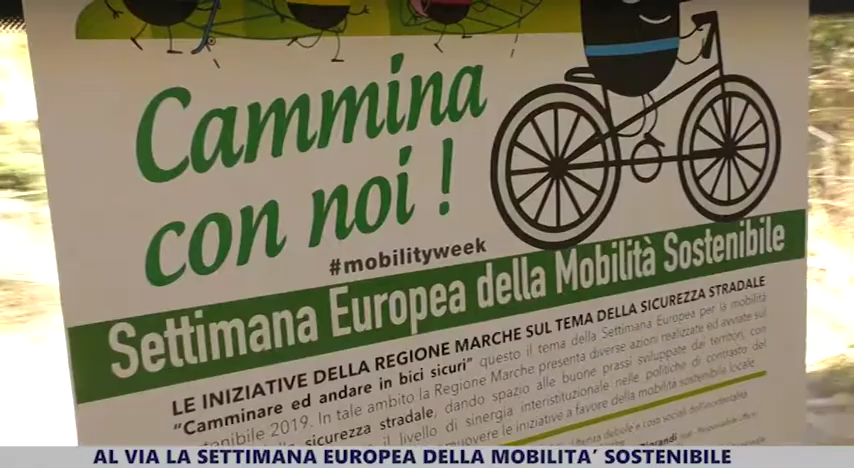 Cammina
con noi !
#mobilityweek
Settimana Europea della Mobilità Sostenibile
LE INIZIATIVE DELLA REGIONE MARCHE SUL TEMA DELLA SICUREZZA STRADALE
"Camminare ed andare in bici sicuri" questo il tema della Settimana Europea per la mobilità
2019. In tale ambito la Regione Marche presenta diverse azioni realizzate ed avviate sul
sicurezza stradale, dando spazio alle buone prassi sviluppate dai territori, con
il livello di sinergia interistituzionale nelle politiche di contrasto del
le iniziative a favore della mobilità sostenibile locale
AL VIA LA SETTIMANA EUROPEA DELLA MOBILITA' SOSTENIBILE